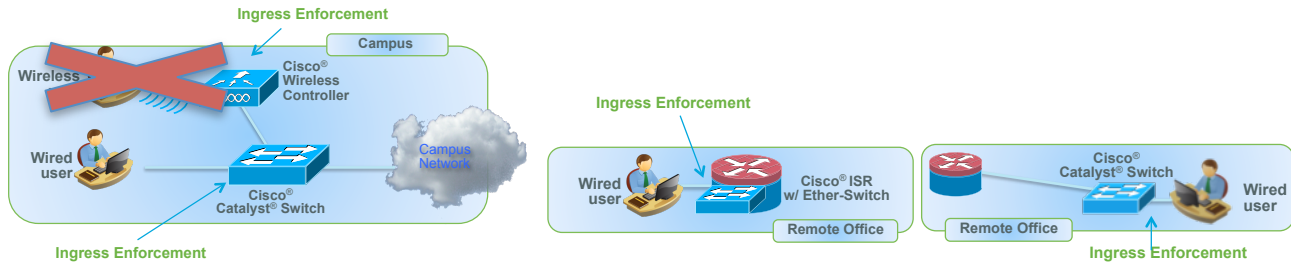 Ingress Enforcement
Campus
Wireless
Cisco®
Wireless
Controller
Wired
user
Campus
Network
Cisco®
Catalyst® Switch
Ingress Enforcement
Ingress Enforcement
Wired
user
Cisco® ISR
w/ Ether-Switch
Remote Office
Cisco®
Catalyst® Switch
Wired
user
Remote Office
Ingress Enforcement